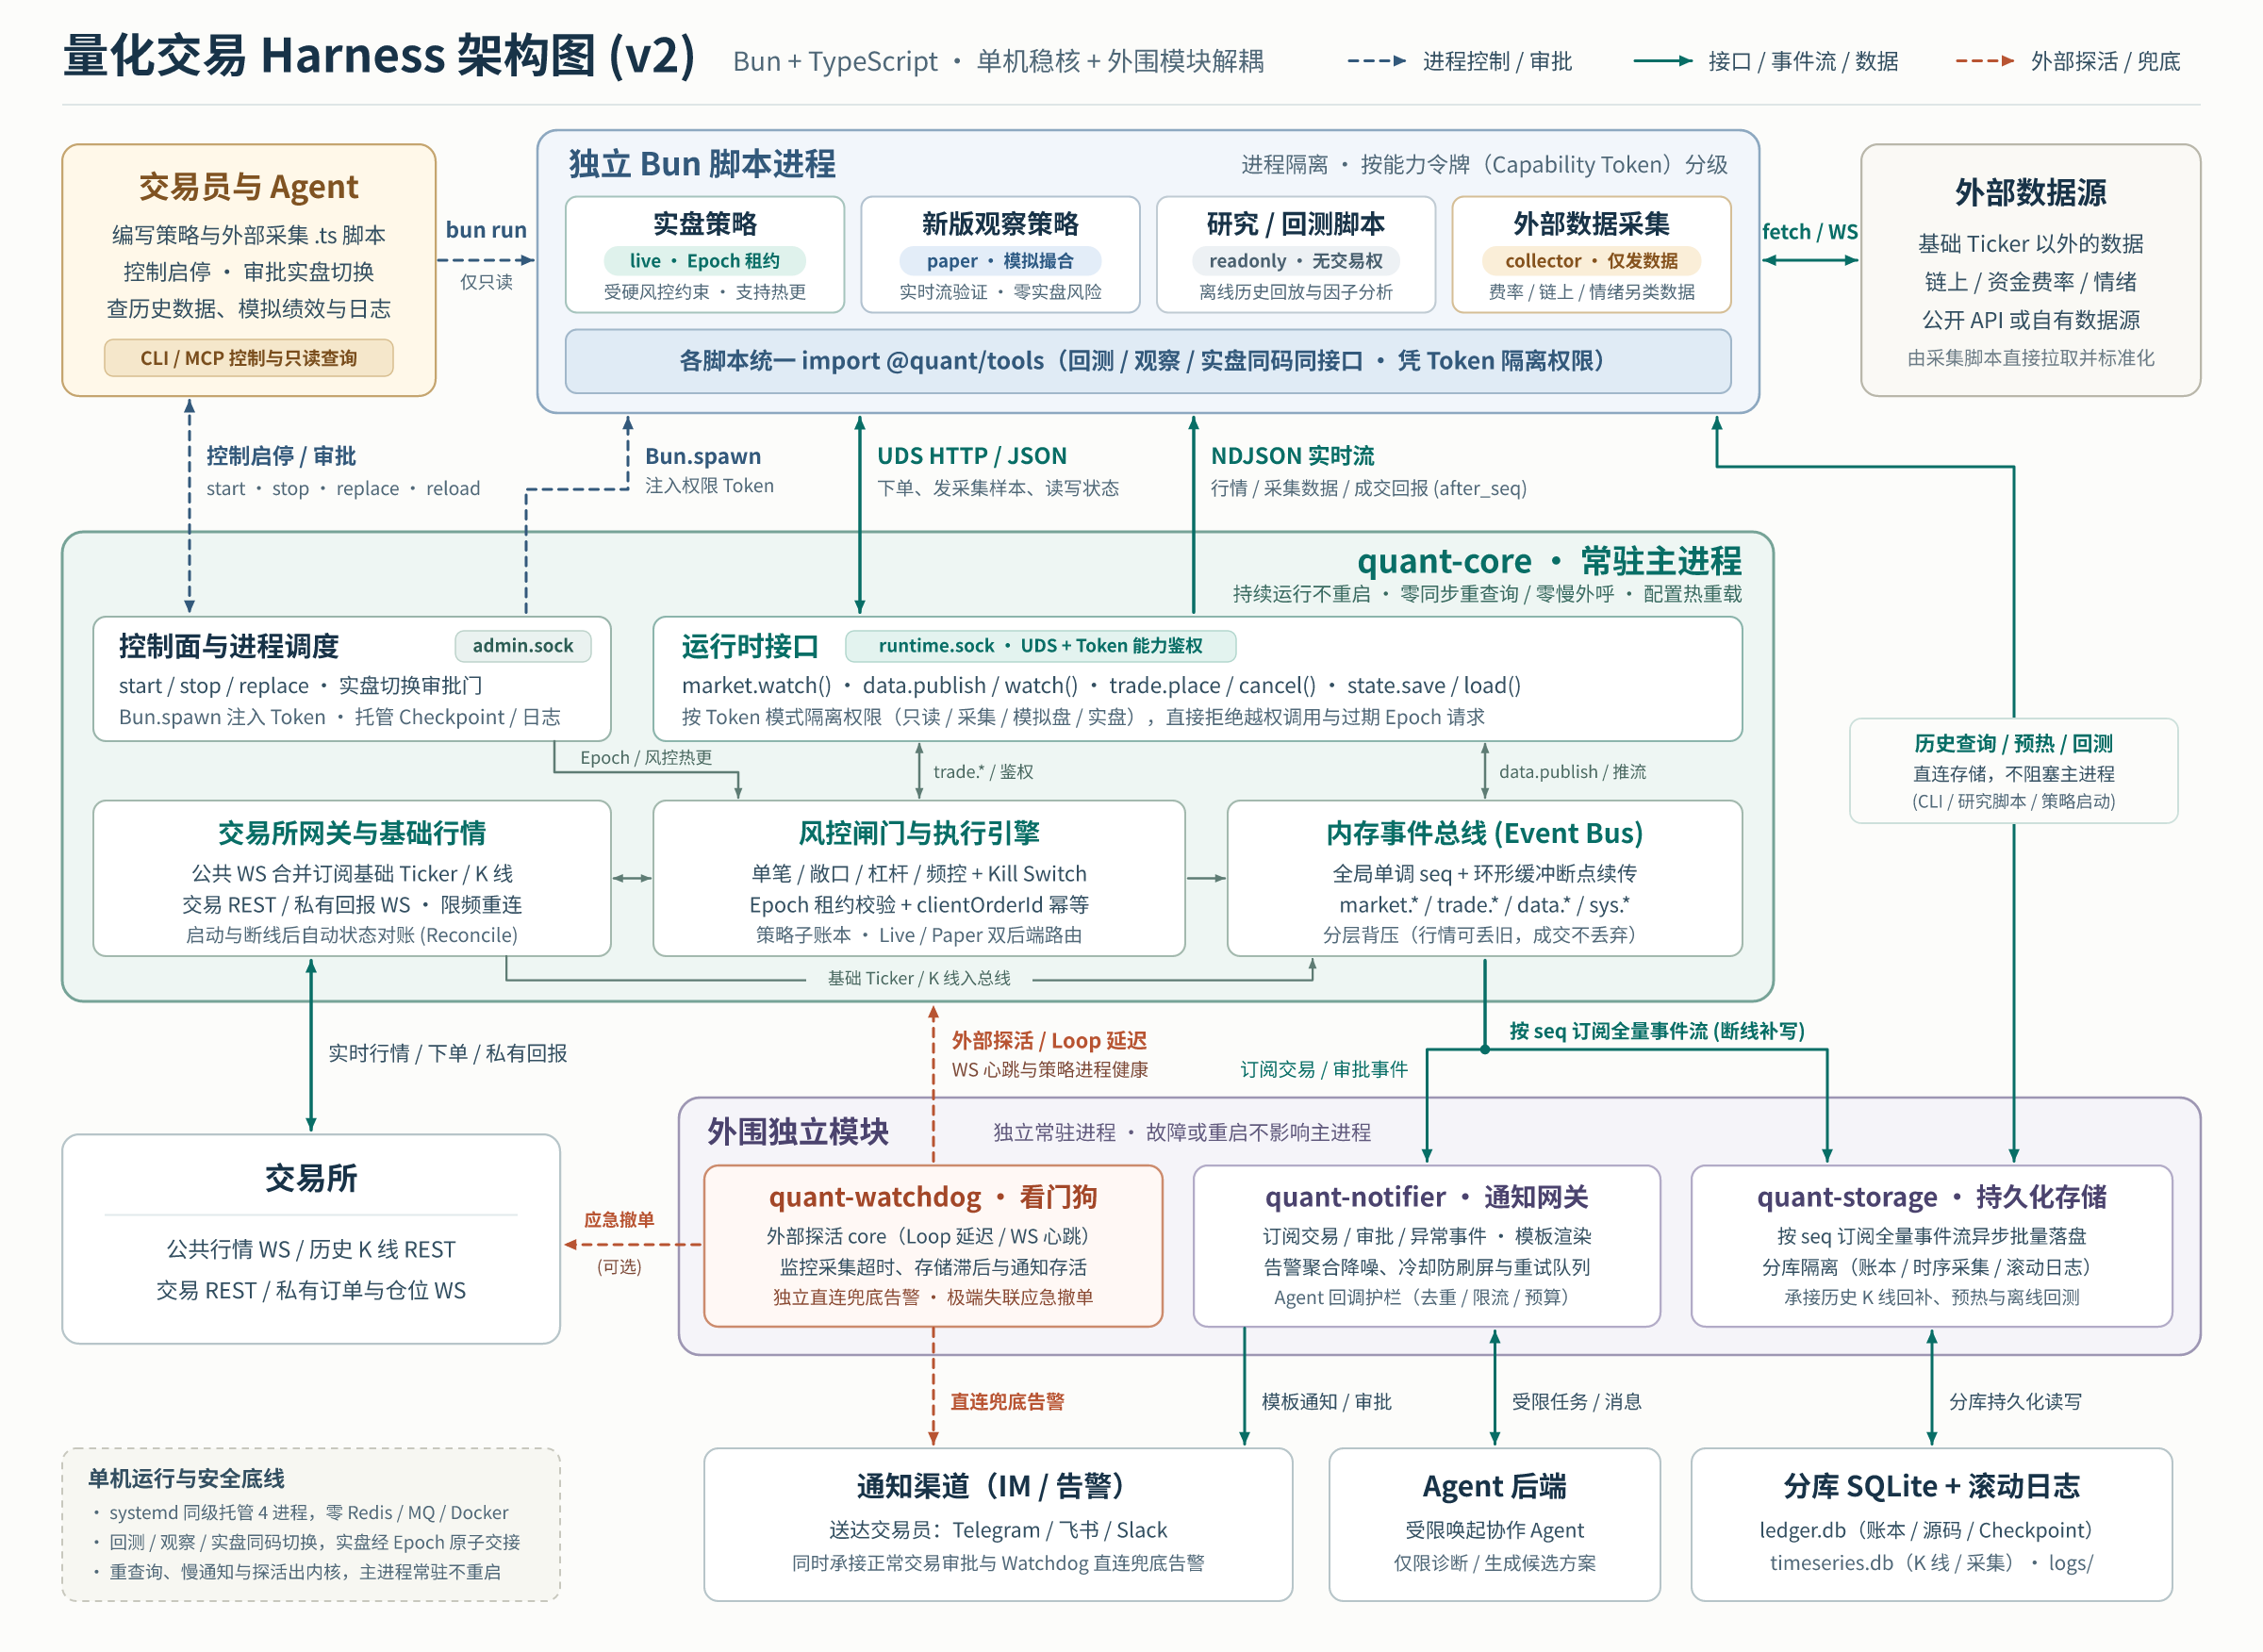 量化交易 Harness 架构图 (v2)
Bun + TypeScript • 单机稳核 + 外围模块解耦
进程控制 / 审批
接口 / 事件流 / 数据
外部探活 / 兜底
交易员与 Agent
编写策略与外部采集 .ts 脚本
控制启停 • 审批实盘切换
查历史数据、模拟绩效与日志
CLI / MCP 控制与只读查询
bun run
仅只读
独立 Bun 脚本进程
进程隔离 • 按能力令牌（Capability Token）分级
实盘策略
live • Epoch 租约
受硬风控约束 • 支持热更
新版观察策略
paper • 模拟撮合
实时流验证 • 零实盘风险
研究 / 回测脚本
readonly • 无交易权
离线历史回放与因子分析
外部数据采集
collector • 仅发数据
费率 / 链上 / 情绪另类数据
各脚本统一 import @quant/tools（回测 / 观察 / 实盘同码同接口 • 凭 Token 隔离权限）
fetch / WS
外部数据源
基础 Ticker 以外的数据
链上 / 资金费率 / 情绪
公开 API 或自有数据源
由采集脚本直接拉取并标准化
控制启停 / 审批
start • stop • replace • reload
Bun.spawn
注入权限 Token
UDS HTTP / JSON
下单、发采集样本、读写状态
NDJSON 实时流
行情 / 采集数据 / 成交回报 (after_seq)
quant-core • 常驻主进程
持续运行不重启 • 零同步重查询 / 零慢外呼 • 配置热重载
控制面与进程调度
admin.sock
start / stop / replace • 实盘切换审批门
Bun.spawn 注入 Token • 托管 Checkpoint / 日志
运行时接口
runtime.sock • UDS + Token 能力鉴权
market.watch() • data.publish / watch() • trade.place / cancel() • state.save / load()
按 Token 模式隔离权限（只读 / 采集 / 模拟盘 / 实盘），直接拒绝越权调用与过期 Epoch 请求
Epoch / 风控热更
trade.* / 鉴权
data.publish / 推流
历史查询 / 预热 / 回测
直连存储，不阻塞主进程
(CLI / 研究脚本 / 策略启动)
交易所网关与基础行情
公共 WS 合并订阅基础 Ticker / K 线
交易 REST / 私有回报 WS • 限频重连
启动与断线后自动状态对账 (Reconcile)
风控闸门与执行引擎
单笔 / 敞口 / 杠杆 / 频控 + Kill Switch
Epoch 租约校验 + clientOrderId 幂等
策略子账本 • Live / Paper 双后端路由
内存事件总线 (Event Bus)
全局单调 seq + 环形缓冲断点续传
market.* / trade.* / data.* / sys.*
分层背压（行情可丢旧，成交不丢弃）
基础 Ticker / K 线入总线
实时行情 / 下单 / 私有回报
外部探活 / Loop 延迟
WS 心跳与策略进程健康
订阅交易 / 审批事件
按 seq 订阅全量事件流 (断线补写)
外围独立模块
独立常驻进程 • 故障或重启不影响主进程
交易所
公共行情 WS / 历史 K 线 REST
交易 REST / 私有订单与仓位 WS
应急撤单
(可选)
quant-watchdog • 看门狗
外部探活 core（Loop 延迟 / WS 心跳）
监控采集超时、存储滞后与通知存活
独立直连兜底告警 • 极端失联应急撤单
quant-notifier • 通知网关
订阅交易 / 审批 / 异常事件 • 模板渲染
告警聚合降噪、冷却防刷屏与重试队列
Agent 回调护栏（去重 / 限流 / 预算）
quant-storage • 持久化存储
按 seq 订阅全量事件流异步批量落盘
分库隔离（账本 / 时序采集 / 滚动日志）
承接历史 K 线回补、预热与离线回测
直连兜底告警
模板通知 / 审批
受限任务 / 消息
分库持久化读写
单机运行与安全底线
• systemd 同级托管 4 进程，零 Redis / MQ / Docker
• 回测 / 观察 / 实盘同码切换，实盘经 Epoch 原子交接
• 重查询、慢通知与探活出内核，主进程常驻不重启
通知渠道（IM / 告警）
送达交易员：Telegram / 飞书 / Slack
同时承接正常交易审批与 Watchdog 直连兜底告警
Agent 后端
受限唤起协作 Agent
仅限诊断 / 生成候选方案
分库 SQLite + 滚动日志
ledger.db（账本 / 源码 / Checkpoint）
timeseries.db（K 线 / 采集） • logs/